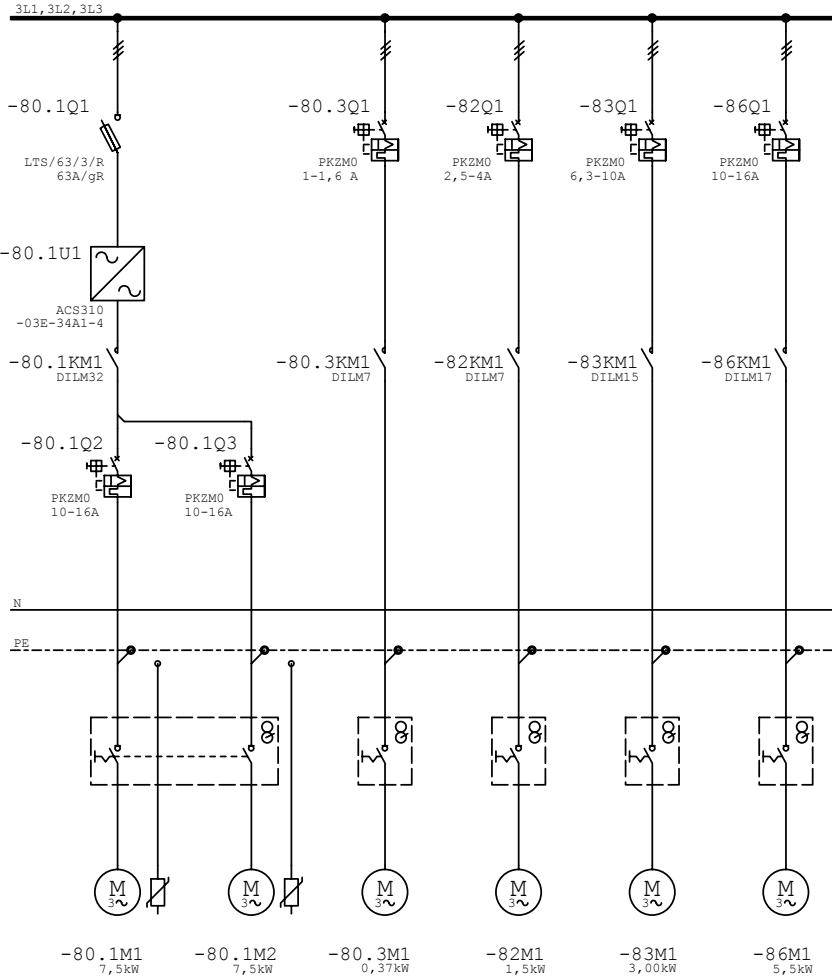 3L1,3L2,3L3
-80.1Q1
LTS/63/3/R
63A/gR
-80.3Q1
PKZM0
1-1,6 A
-82Q1
PKZM0
2,5-4A
-83Q1
PKZM0
6,3-10A
-86Q1
PKZM0
10-16A
-80.1U1
ACS310
-03E-34A1-4
-80.1KM1
DILM32
-80.3KM1
DILM7
-82KM1
DILM7
-83KM1
DILM15
-86KM1
DILM17
-80.1Q2
PKZM0
10-16A
-80.1Q3
PKZM0
10-16A
N
PE
M
3~
M
3~
M
3~
M
3~
M
3~
M
3~
-80.1M1
7,5kW
-80.1M2
7,5kW
-80.3M1
0,37kW
-82M1
1,5kW
-83M1
3,00kW
-86M1
5,5kW